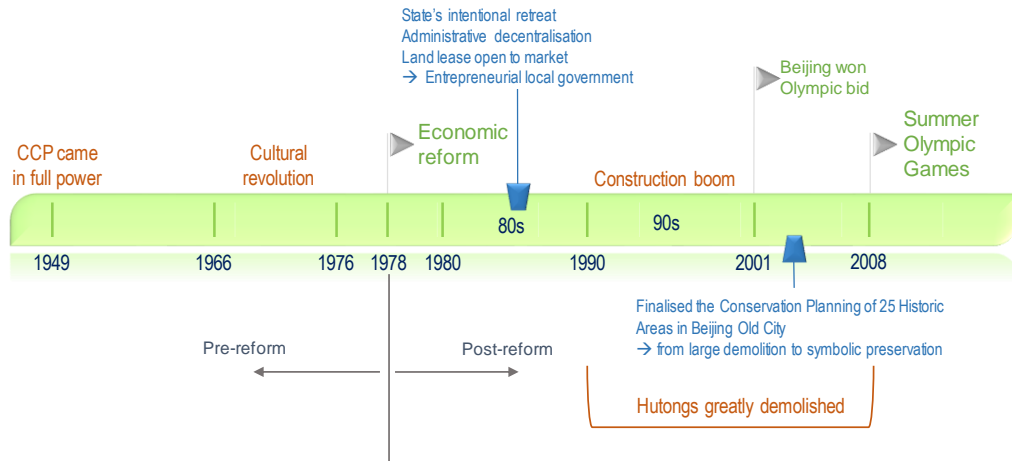 State's intentional retreat
Administrative decentralisation
Land lease open to market
→ Entrepreneurial local government
Beijing won
Olympic bid
Economic
reform
Summer
Olympic
Games
CCP came
in full power
Cultural
revolution
Construction boom
80s
90s
1949
1966
1976
1978
1980
1990
2001
2008
Finalised the Conservation Planning of 25 Historic
Areas in Beijing Old City
→ from large demolition to symbolic preservation
Pre-reform
Post-reform
Hutongs greatly demolished